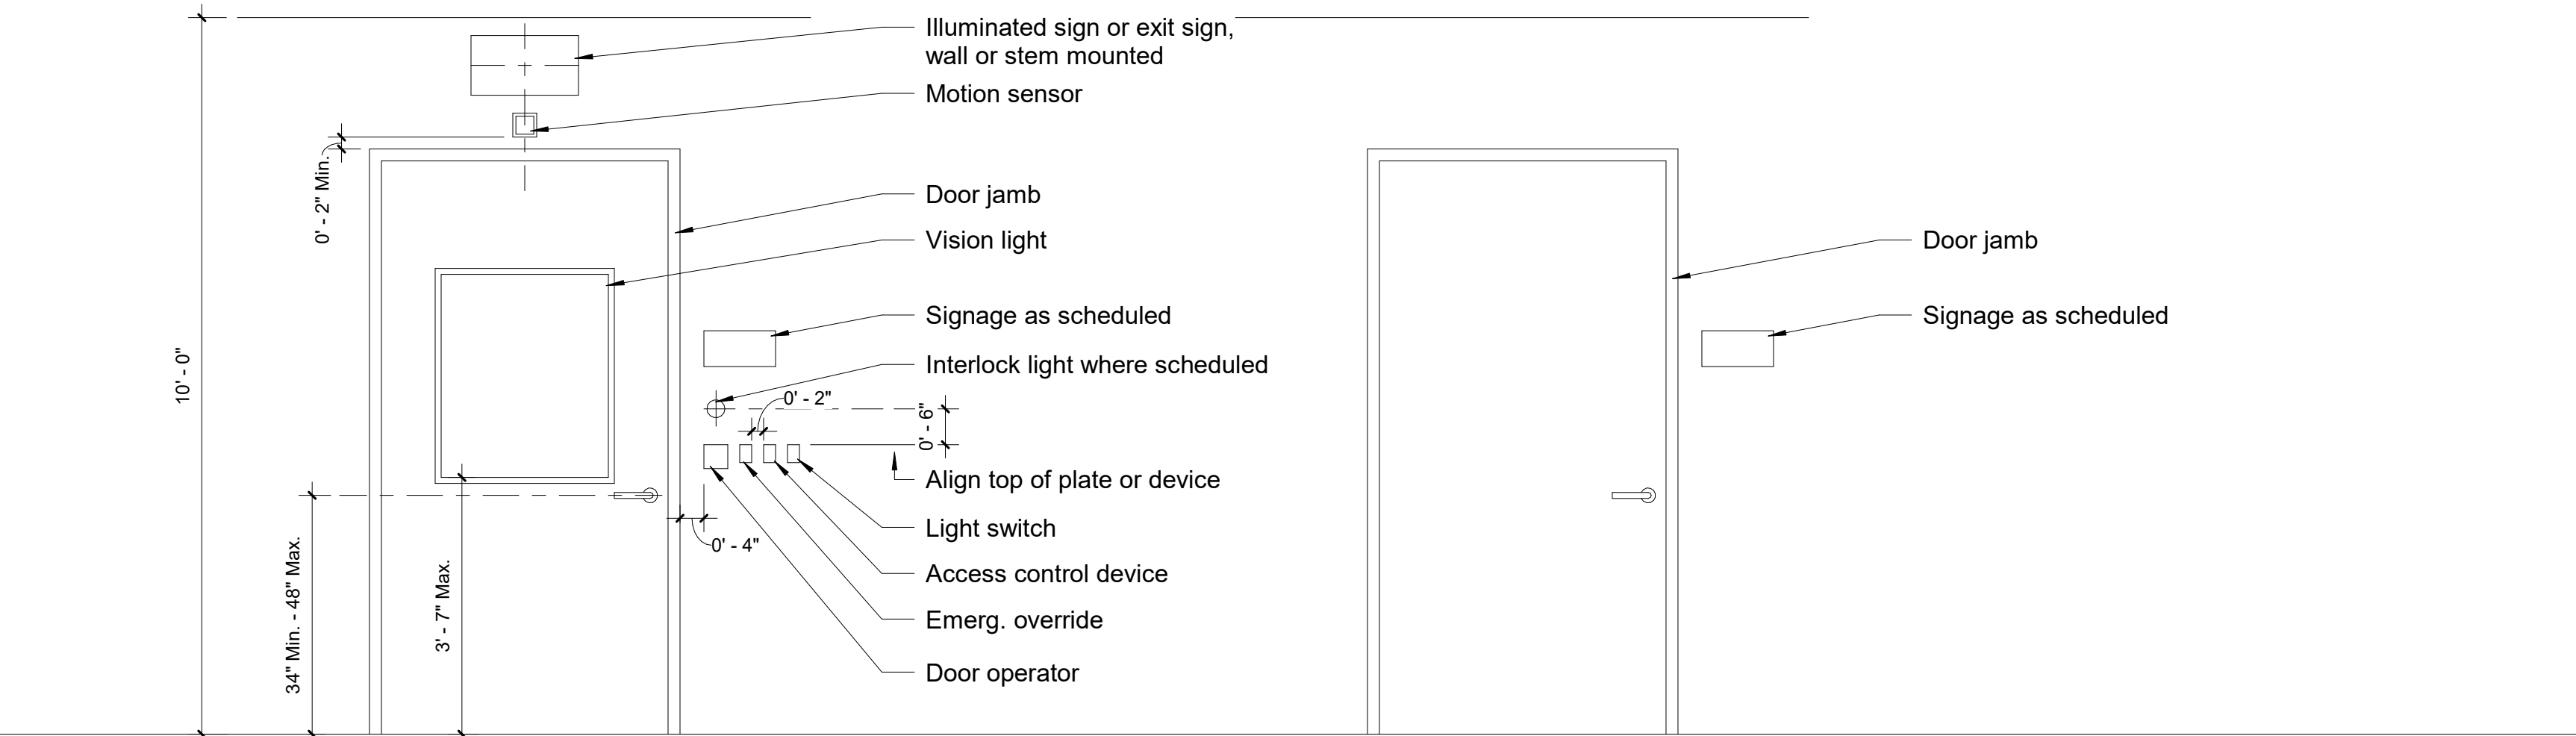 Illuminated sign or exit sign,
wall or stem mounted
Motion sensor
0' - 2" Min.
Door jamb
Vision light
Door jamb
Signage as scheduled
Signage as scheduled
10' - 0"
Interlock light where scheduled
0' - 2"
0' - 6"
Align top of plate or device
Light switch
0' - 4"
34" Min. - 48" Max.
3' - 7" Max.
Access control device
Emerg. override
Door operator